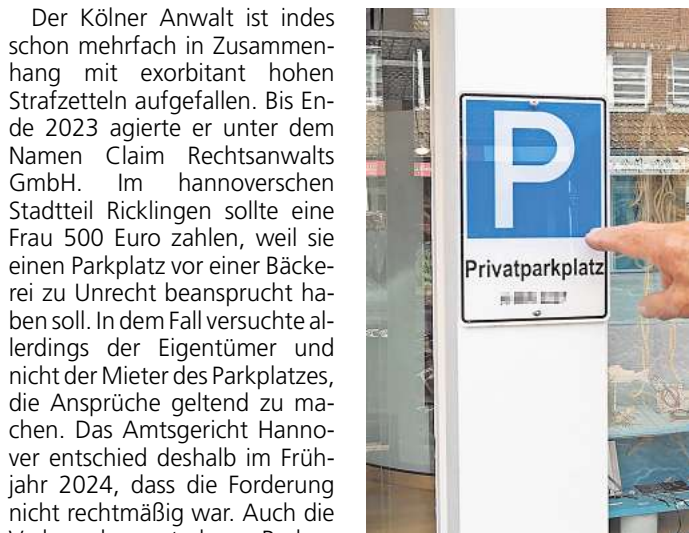 Der Kölner Anwalt ist indes
schon mehrfach in Zusammen-
hang mit exorbitant hohen
Strafzetteln aufgefallen. Bis En-
de 2023 agierte er unter dem
Namen Claim Rechtsanwalts
GmbH. Im hannoverschen
Stadtteil Ricklingen sollte eine
Frau 500 Euro zahlen, weil sie
einen Parkplatz vor einer Bäcke-
rei zu Unrecht beansprucht ha-
ben soll. In dem Fall versuchte al-
lerdings der Eigentümer und
nicht der Mieter des Parkplatzes,
die Ansprüche geltend zu ma-
chen. Das Amtsgericht Hanno-
ver entschied deshalb im Früh-
jahr 2024, dass die Forderung
nicht rechtmäßig war. Auch die
P
Privatparkplatz